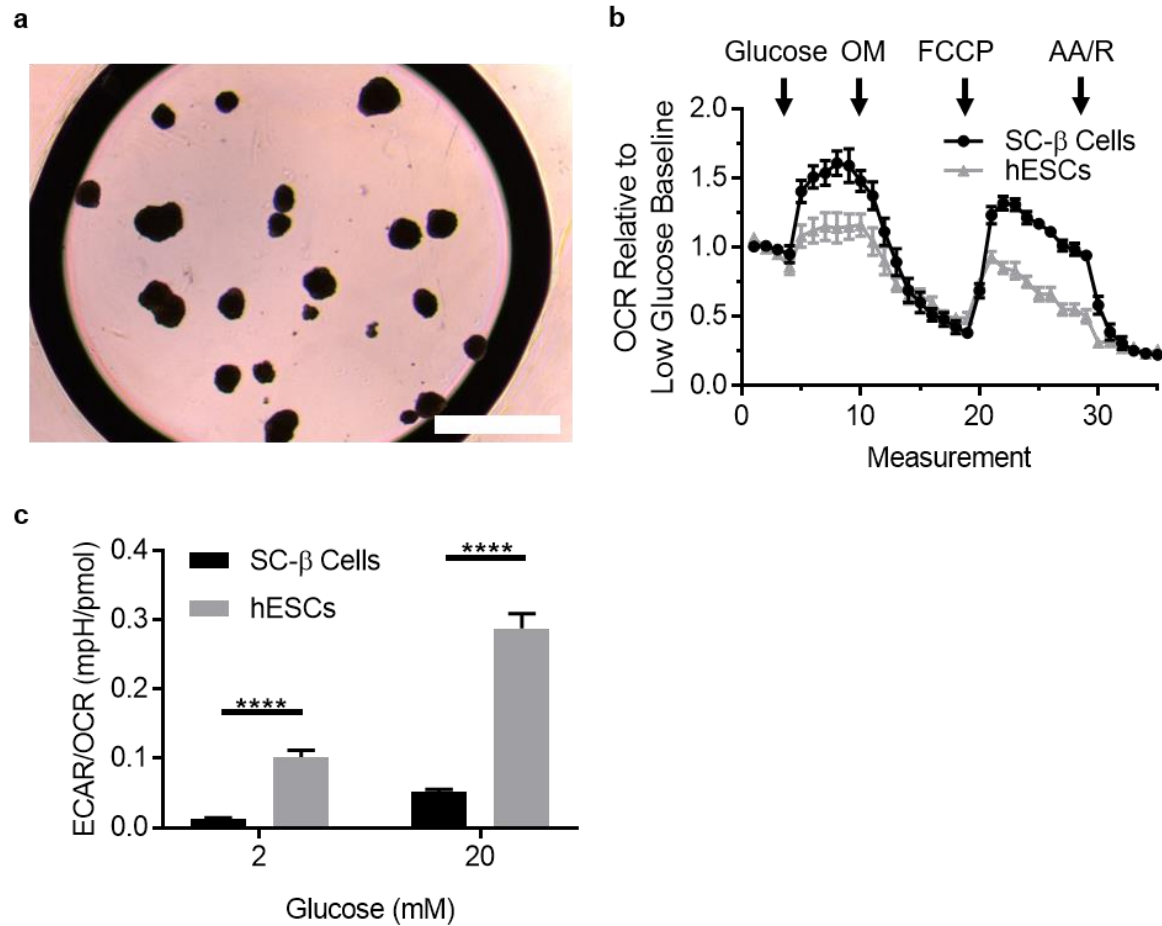 a
b
Glucose OM FCCP AA/R
OCR Relative to
Low Glucose Baseline
2.0
1.5
1.0
0.5
0.0
SC-β Cells
hESCs
0 10 20 30
Measurement
c
ECAR/OCR (mpH/pmol)
0.4
0.3
0.2
0.1
0.0
SC-β Cells
hESCs
****
****
2 20
Glucose (mM)